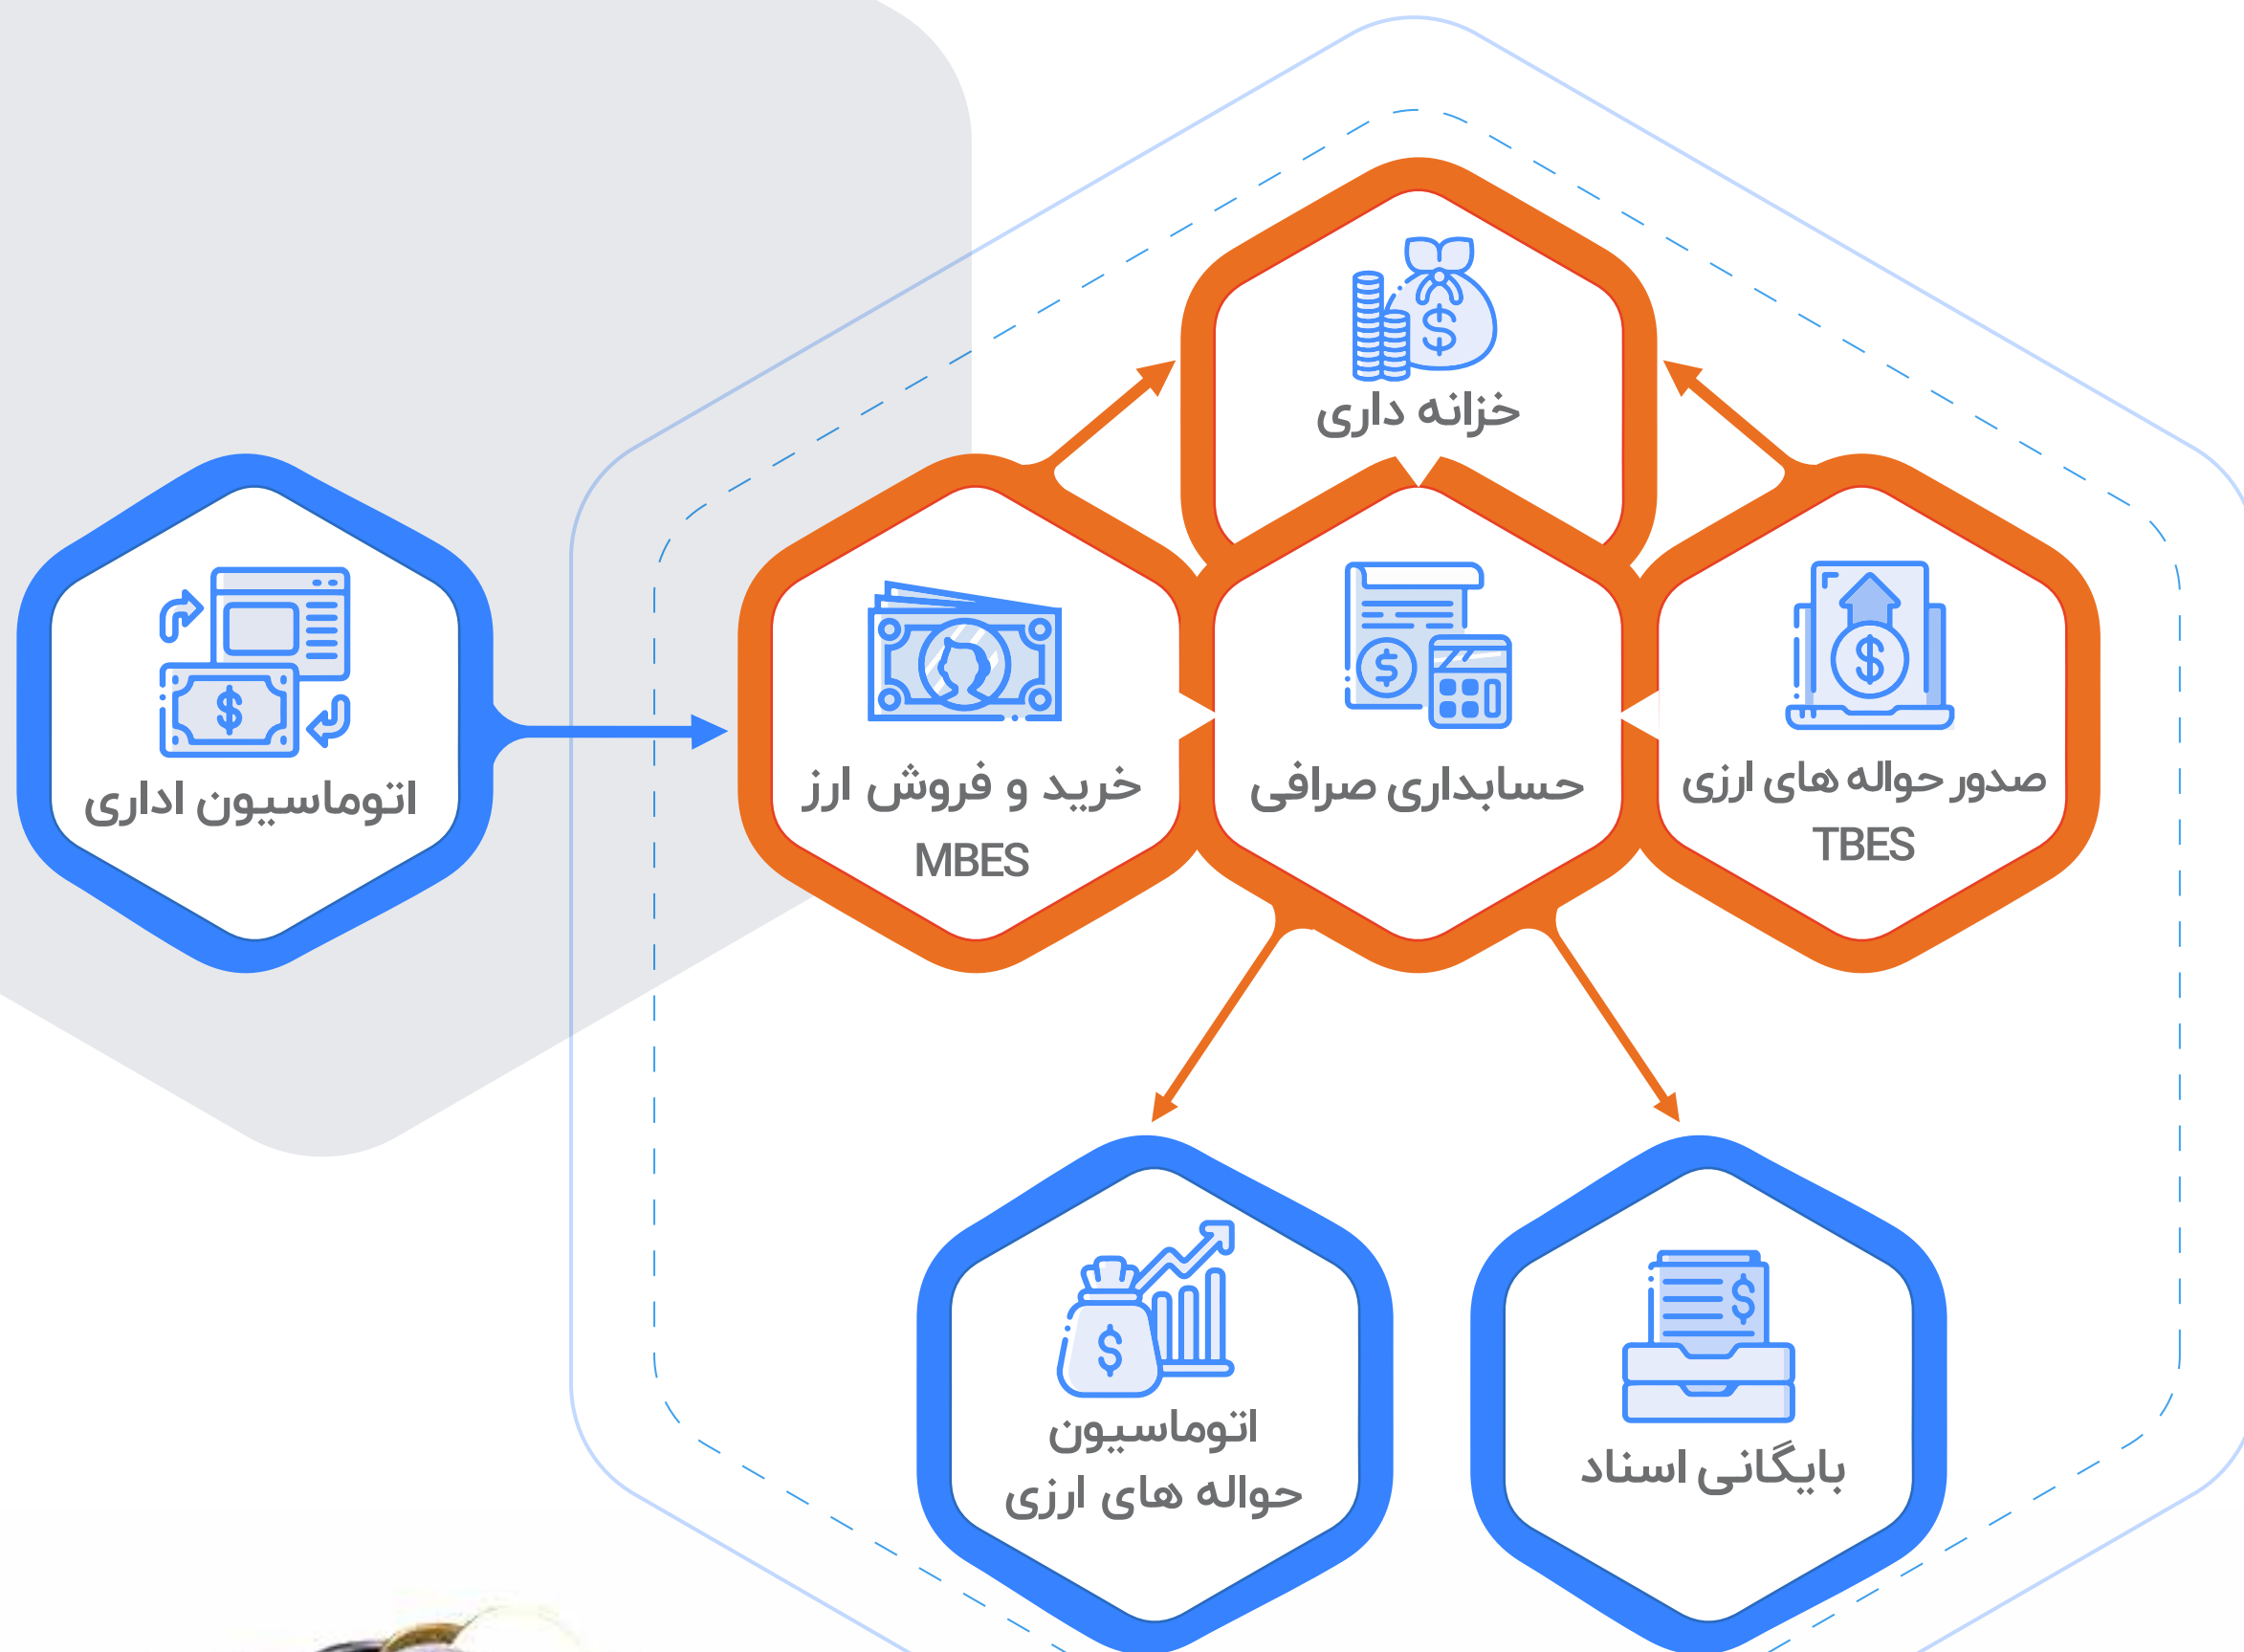 خزانه داری
صدور حواله های ارزی
TBES
حسابداری صرافی
خرید و فروش ارز
MBES
اتوماسیون اداری
بایگانی اسناد
اتوماسیون
حواله های ارزی